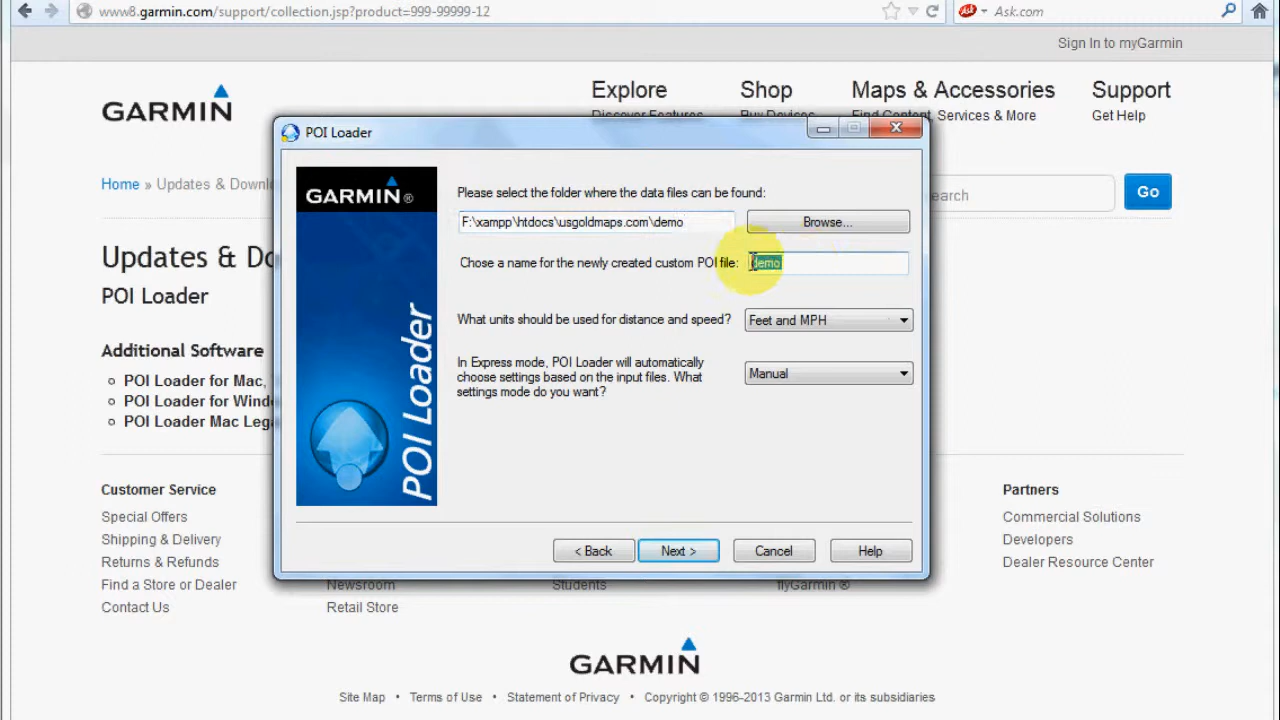 www8.garmin.com/support/collection.jsp?product=999-99999-12
Ask Ask.com
Sign In to myGarmin
GARMIN
Explore Shop Maps & Accessories Support
Discover Features Buy Devices Find Content, Services & More Get Help
POI Loader
Home » Updates & Downl
earch
Go
GARMIN®
POI Loader
Please select the folder where the data files can be found:
F:\xampp\htdocs\usgoldmaps.com\demo
Browse...
Chose a name for the newly created custom POI file:
demo
What units should be used for distance and speed?
Feet and MPH
In Express mode, POI Loader will automatically
choose settings based on the input files. What
settings mode do you want?
Manual
< Back Next > Cancel Help
Updates & Do
POI Loader
Additional Software
POI Loader for Mac,
POI Loader for Windo
POI Loader Mac Lega
Customer Service
Special Offers
Shipping & Delivery
Returns & Refunds
Find a Store or Dealer
Contact Us
Newsroom
Retail Store
Students
flyGarmin ®
Partners
Commercial Solutions
Developers
Dealer Resource Center
GARMIN
Site Map • Terms of Use • Statement of Privacy • Copyright © 1996-2013 Garmin Ltd. or its subsidiaries